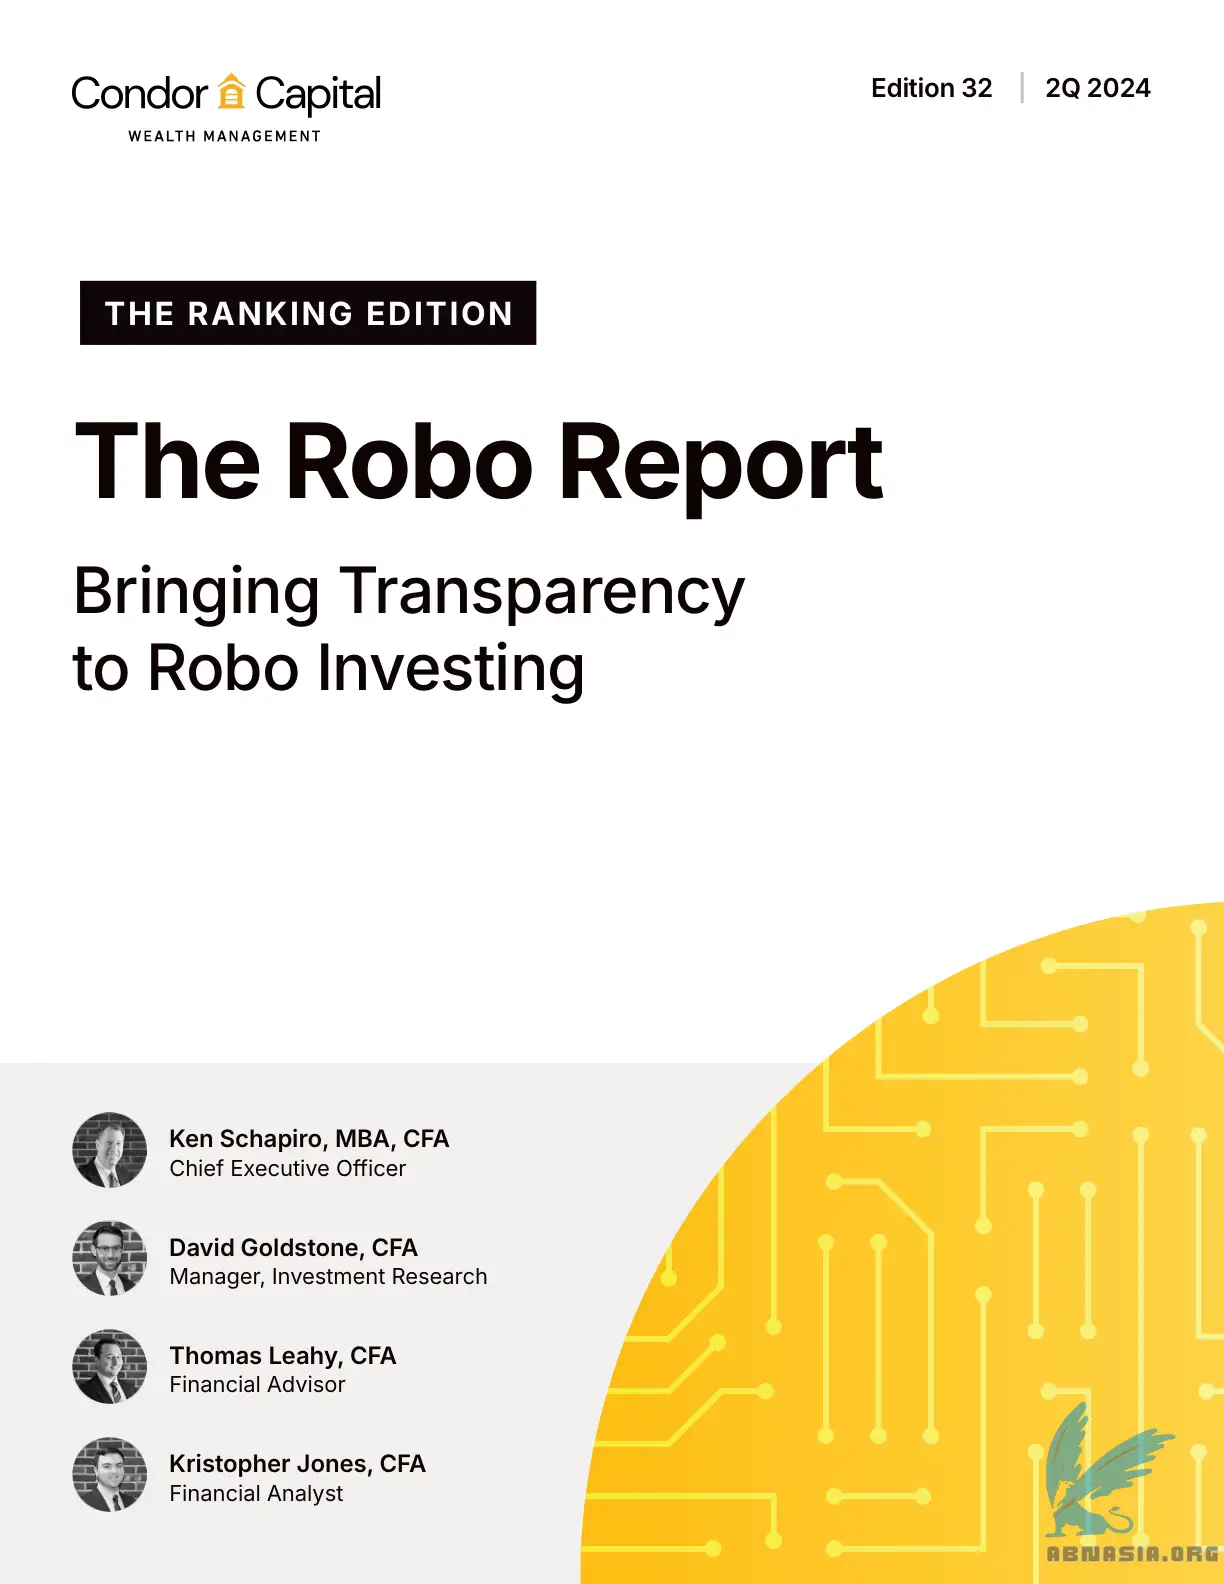 Condor Capital
WEALTH MANAGEMENT
Edition 32 | 2Q 2024
THE RANKING EDITION
The Robo Report
Bringing Transparency
to Robo Investing
Ken Schapiro, MBA, CFA
Chief Executive Officer
David Goldstone, CFA
Manager, Investment Research
Thomas Leahy, CFA
Financial Advisor
Kristopher Jones, CFA
Financial Analyst
ABNASIA.ORG